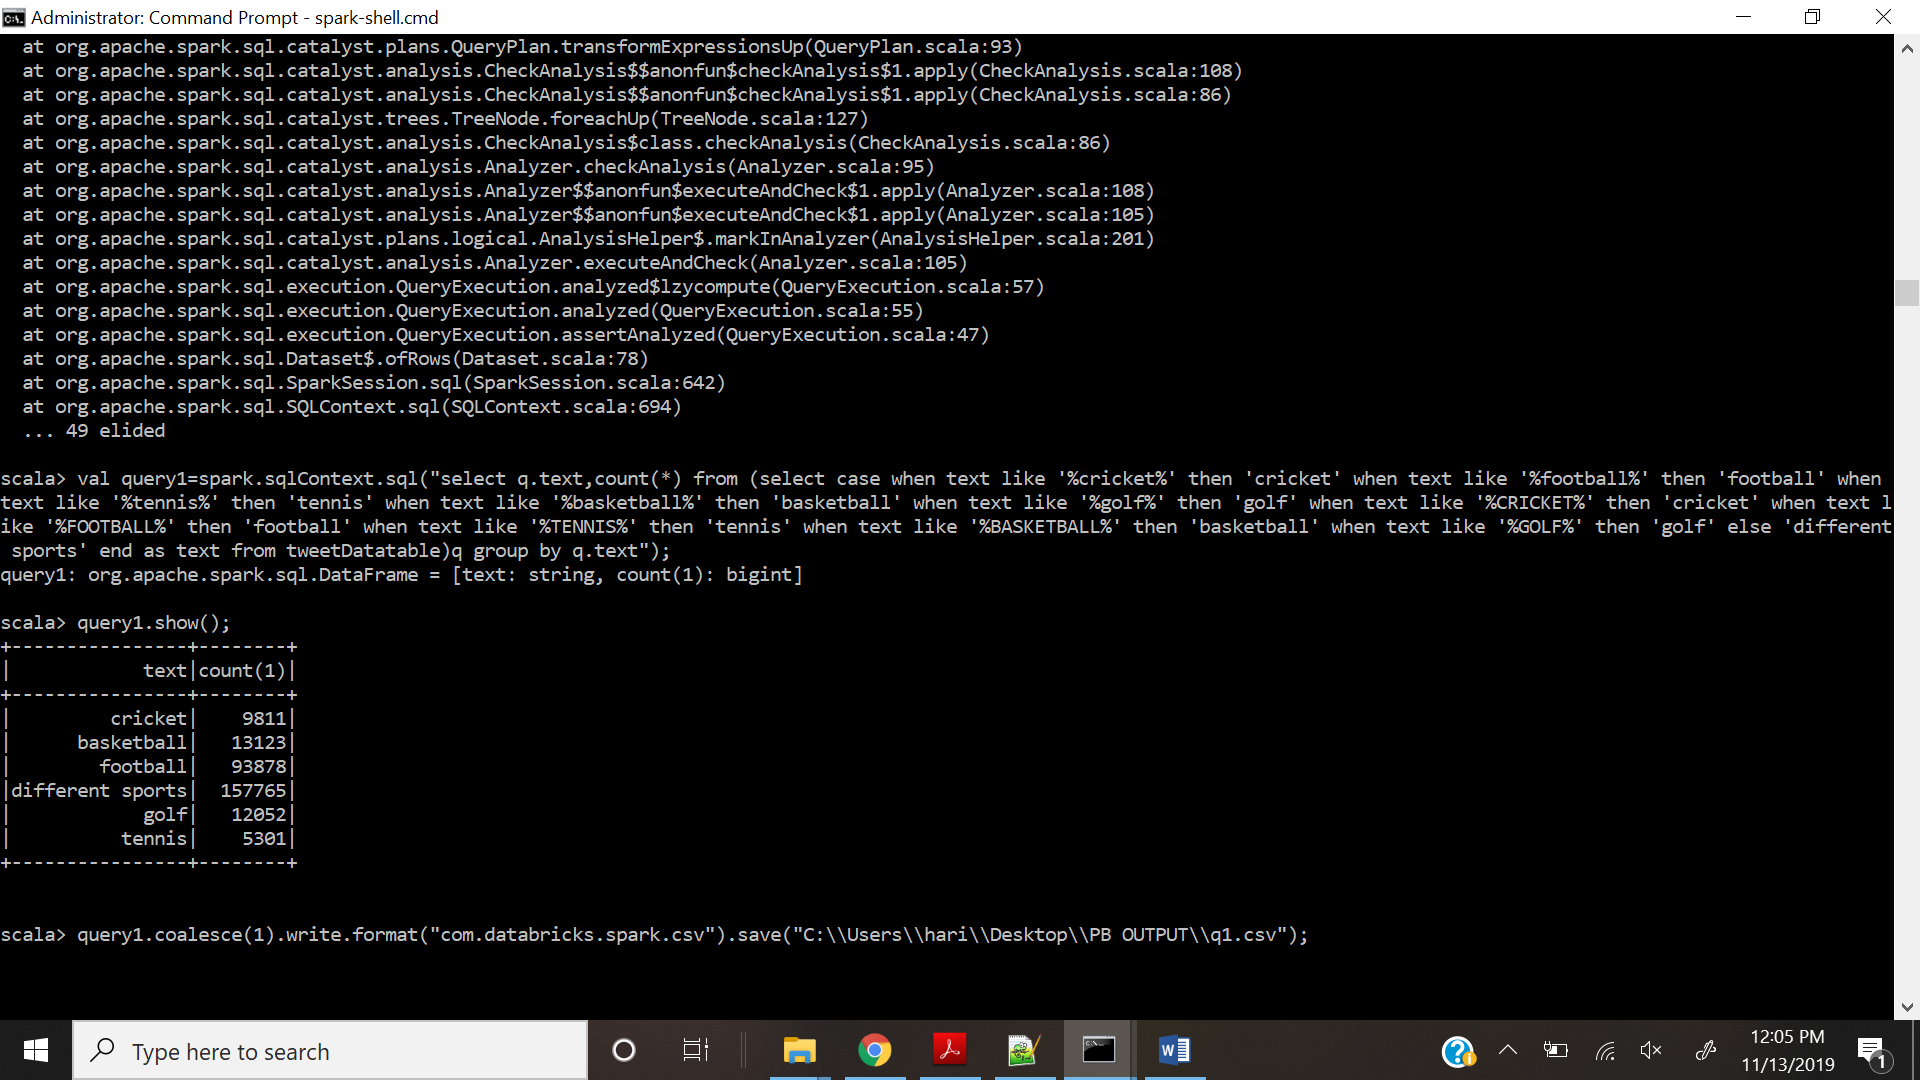 Administrator: Command Prompt - spark-shell.cmd
at org.apache.spark.sql.catalyst.plans.QueryPlan.transformExpressionsUp(QueryPlan.scala:93)
at org.apache.spark.sql.catalyst.analysis.CheckAnalysis$$anonfun$checkAnalysis$1.apply(CheckAnalysis.scala:108)
at org.apache.spark.sql.catalyst.analysis.CheckAnalysis$$anonfun$checkAnalysis$1.apply(CheckAnalysis.scala:86)
at org.apache.spark.sql.catalyst.trees.TreeNode.foreachUp(TreeNode.scala:127)
at org.apache.spark.sql.catalyst.analysis.CheckAnalysis$class.checkAnalysis(CheckAnalysis.scala:86)
at org.apache.spark.sql.catalyst.analysis.Analyzer.checkAnalysis(Analyzer.scala:95)
at org.apache.spark.sql.catalyst.analysis.Analyzer$$anonfun$executeAndCheck$1.apply(Analyzer.scala:108)
at org.apache.spark.sql.catalyst.analysis.Analyzer$$anonfun$executeAndCheck$1.apply(Analyzer.scala:105)
at org.apache.spark.sql.catalyst.plans.logical.AnalysisHelper$.markInAnalyzer(AnalysisHelper.scala:201)
at org.apache.spark.sql.catalyst.analysis.Analyzer.executeAndCheck(Analyzer.scala:105)
at org.apache.spark.sql.execution.QueryExecution.analyzed$lzycompute(QueryExecution.scala:57)
at org.apache.spark.sql.execution.QueryExecution.analyzed(QueryExecution.scala:55)
at org.apache.spark.sql.execution.QueryExecution.assertAnalyzed(QueryExecution.scala:47)
at org.apache.spark.sql.Dataset$.ofRows(Dataset.scala:78)
at org.apache.spark.sql.SparkSession.sql(SparkSession.scala:642)
at org.apache.spark.sql.SQLContext.sql(SQLContext.scala:694)
... 49 elided
scala> val query1=spark.sqlContext.sql("select q.text,count(*) from (select case when text like '%cricket%' then 'cricket' when text like '%football%' then 'football' when
text like '%tennis%' then 'tennis' when text like '%basketball%' then 'basketball' when text like '%golf%' then 'golf' when text like '%CRICKET%' then 'cricket' when text l
ike '%FOOTBALL%' then 'football' when text like '%TENNIS%' then 'tennis' when text like '%BASKETBALL%' then 'basketball' when text like '%GOLF%' then 'golf' else 'different
sports' end as text from tweetDatatable)q group by q.text");
query1: org.apache.spark.sql.DataFrame = [text: string, count(1): bigint]
scala> query1.show();
+----------------+--------+
|            text|count(1)|
+----------------+--------+
|         cricket|    9811|
|      basketball|   13123|
|        football|   93878|
|different sports|  157765|
|            golf|   12052|
|          tennis|    5301|
+----------------+--------+
scala> query1.coalesce(1).write.format("com.databricks.spark.csv").save("C:\\Users\\hari\\Desktop\\PB OUTPUT\\q1.csv");
Type here to search
12:05 PM
11/13/2019
1